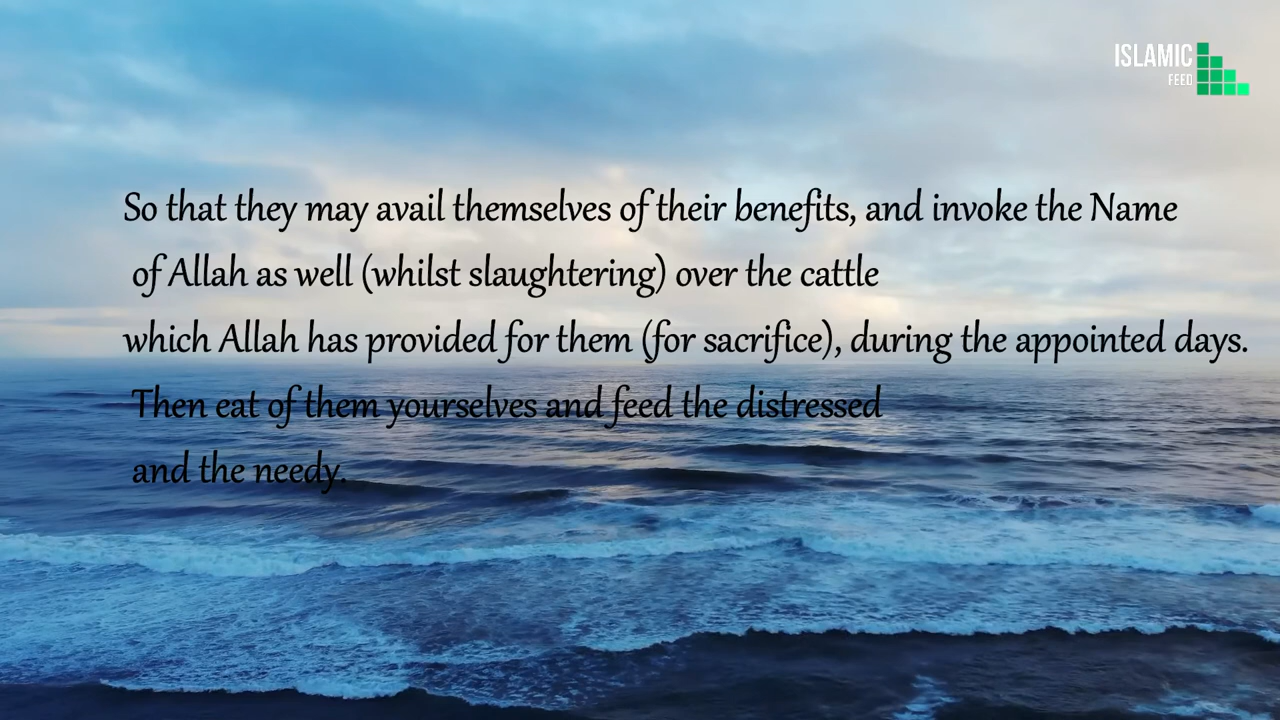 ISLAMIC
FEED
So that they may avail themselves of their benefits, and invoke the Name
of Allah as well (whilst slaughtering) over the cattle
which Allah has provided for them (for sacrifice), during the appointed days.
Then eat of them yourselves and feed the distressed
and the needy.